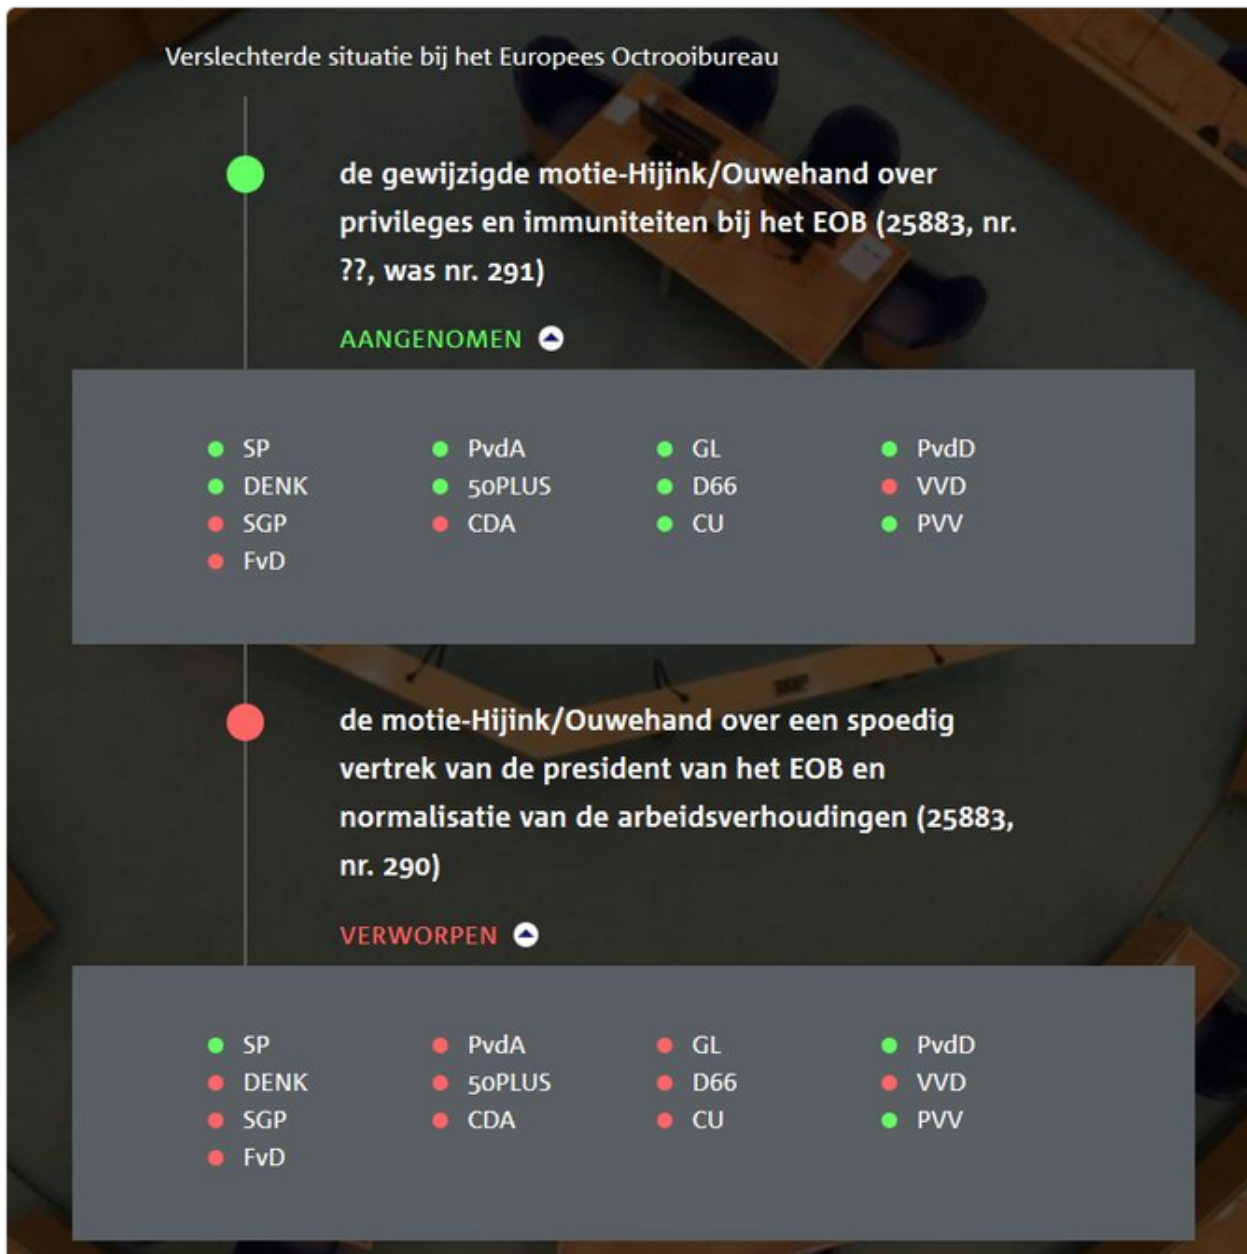 Verslechterde situatie bij het Europees Octrooibureau
de gewijzigde motie-Hijink/Ouwehand over
privileges en immuniteiten bij het EOB (25883, nr.
??, was nr. 291)
AANGENOMEN
SP PvdA GL PvdD
DENK 50PLUS D66 VVD
SGP CDA CU PVV
FvD
de motie-Hijink/Ouwehand over een spoedig
vertrek van de president van het EOB en
normalisatie van de arbeidsverhoudingen (25883,
nr. 290)
VERWORPEN
SP PvdA GL PvdD
DENK 50PLUS D66 VVD
SGP CDA CU PVV
FvD